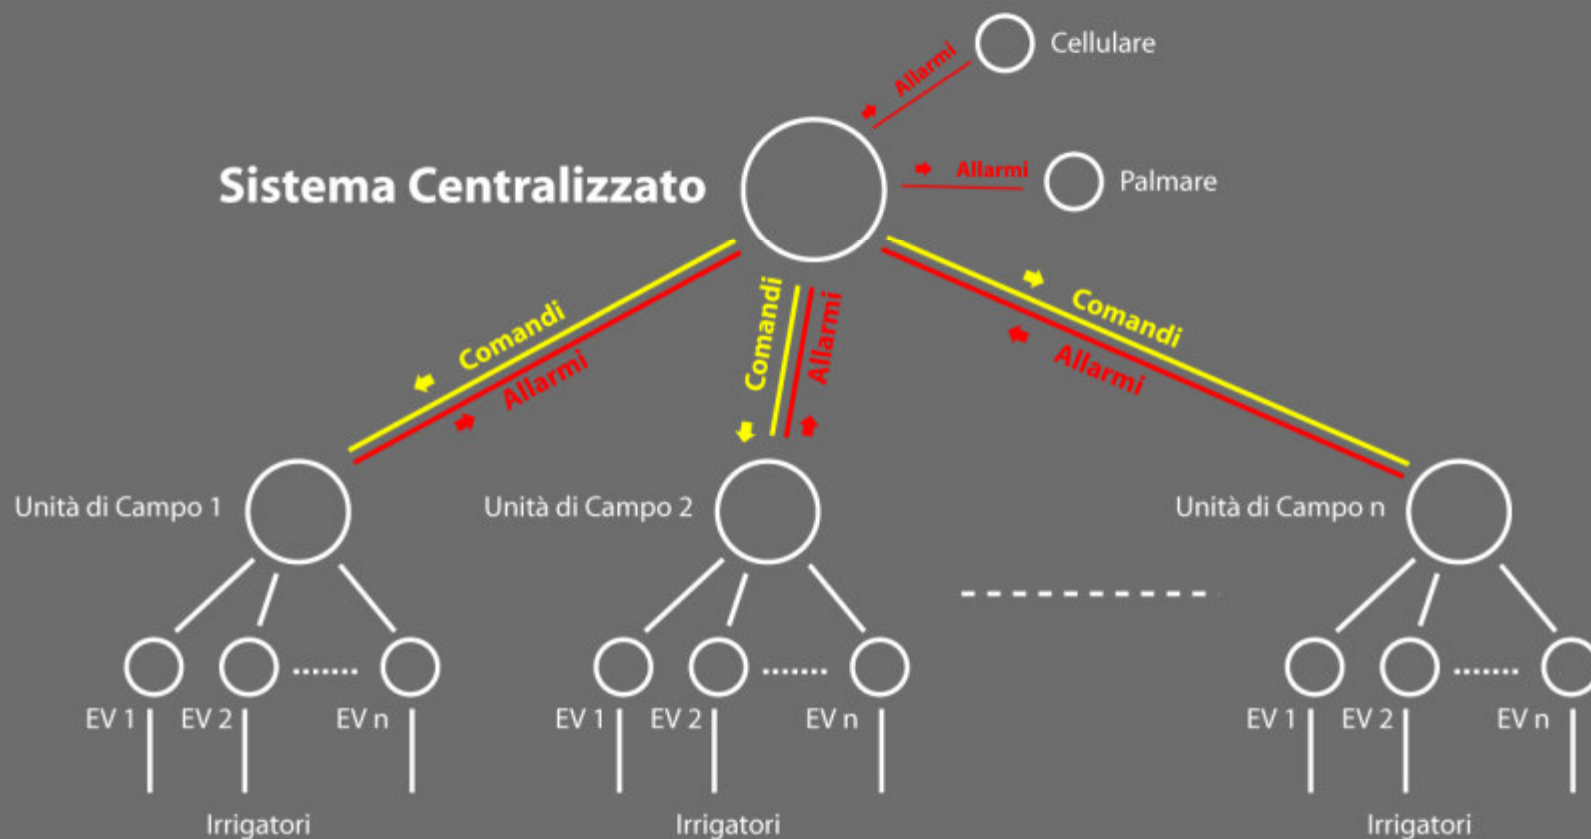 Cellulare
Allarmi
Sistema Centralizzato
Allarmi
Palmare
Comandi
Allarmi
Comandi
Allarmi
Comandi
Allarmi
Unità di Campo 1
Unità di Campo 2
Unità di Campo n
EV 1
EV 2
.......
EV n
EV 1
EV 2
.......
EV n
EV 1
EV 2
.......
EV n
Irrigatori
Irrigatori
Irrigatori